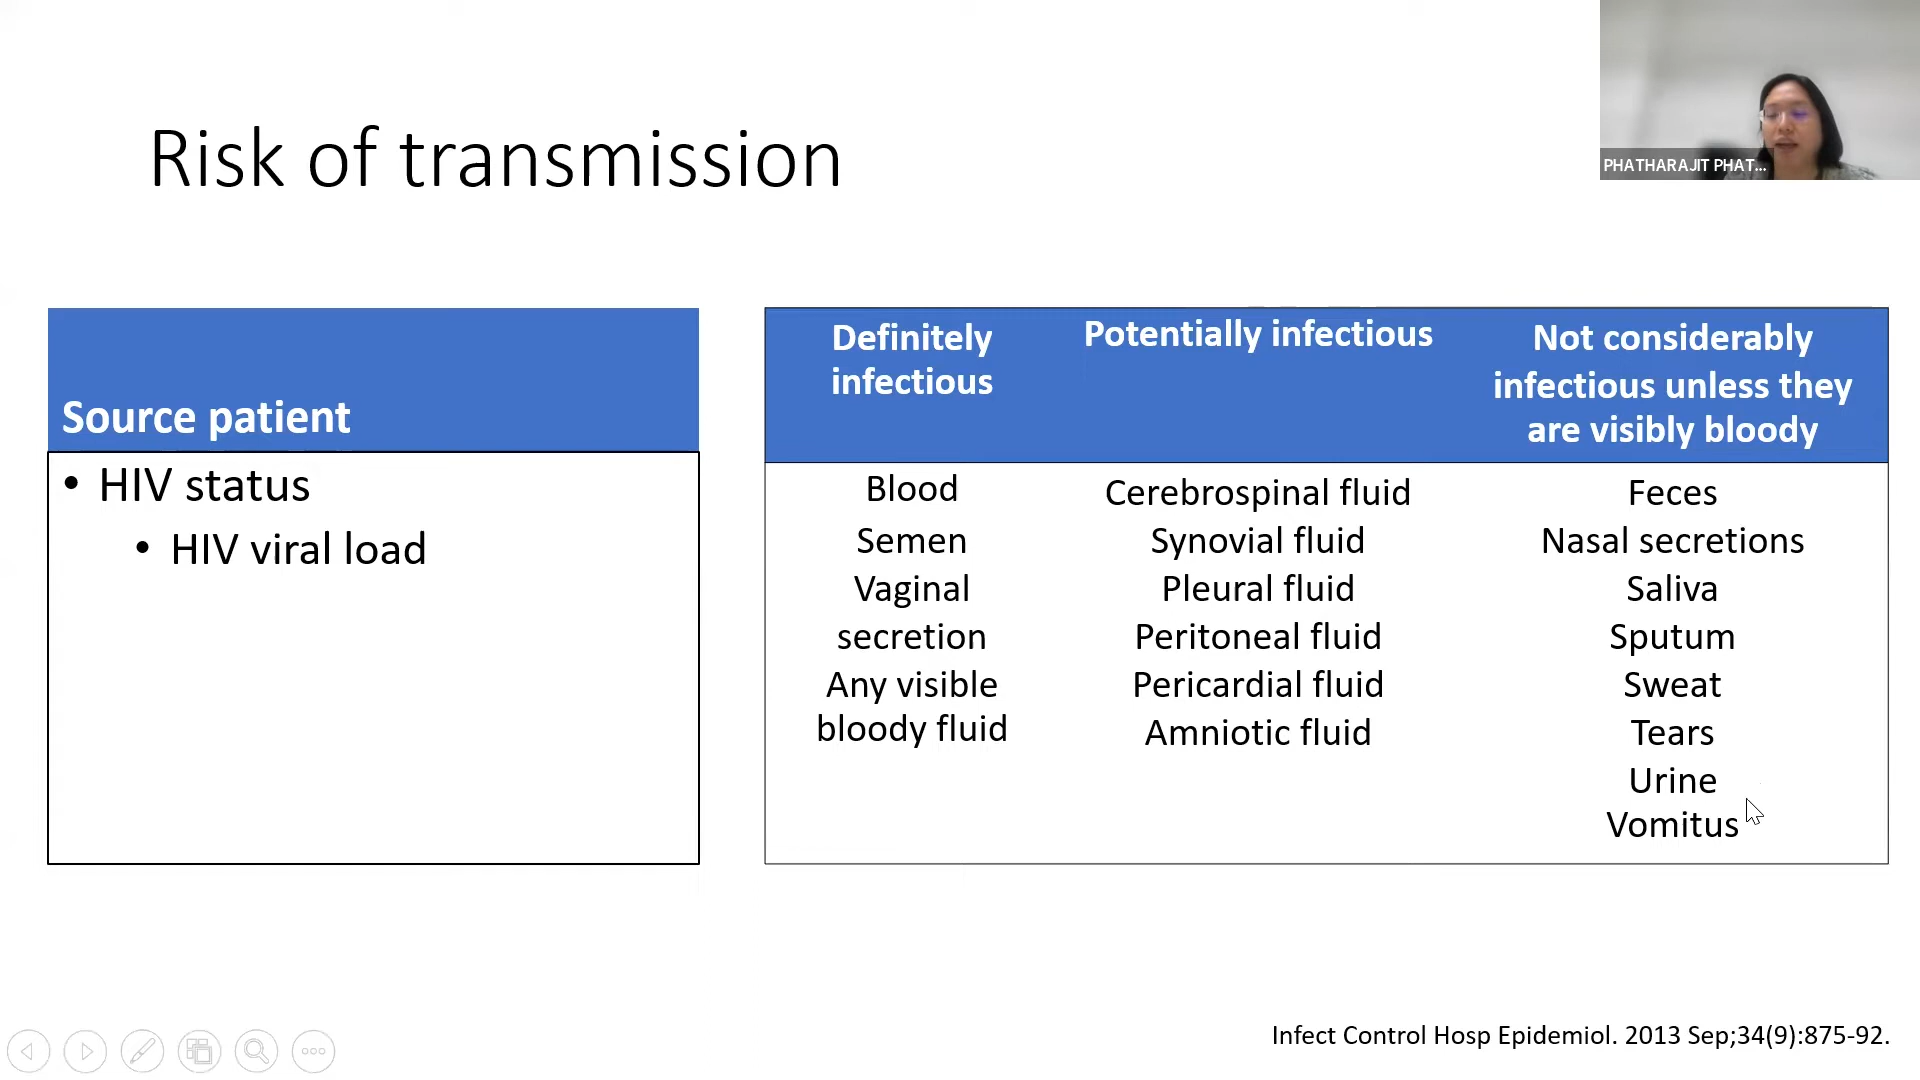 Risk of transmission
PHATHARAJIT PHAT...
Source patient
• HIV status
• HIV viral load
Definitely
infectious
Blood
Semen
Vaginal
secretion
Any visible
bloody fluid
Potentially infectious
Cerebrospinal fluid
Synovial fluid
Pleural fluid
Peritoneal fluid
Pericardial fluid
Amniotic fluid
Not considerably
infectious unless they
are visibly bloody
Feces
Nasal secretions
Saliva
Sputum
Sweat
Tears
Urine
Vomitus
Infect Control Hosp Epidemiol. 2013 Sep;34(9):875-92.